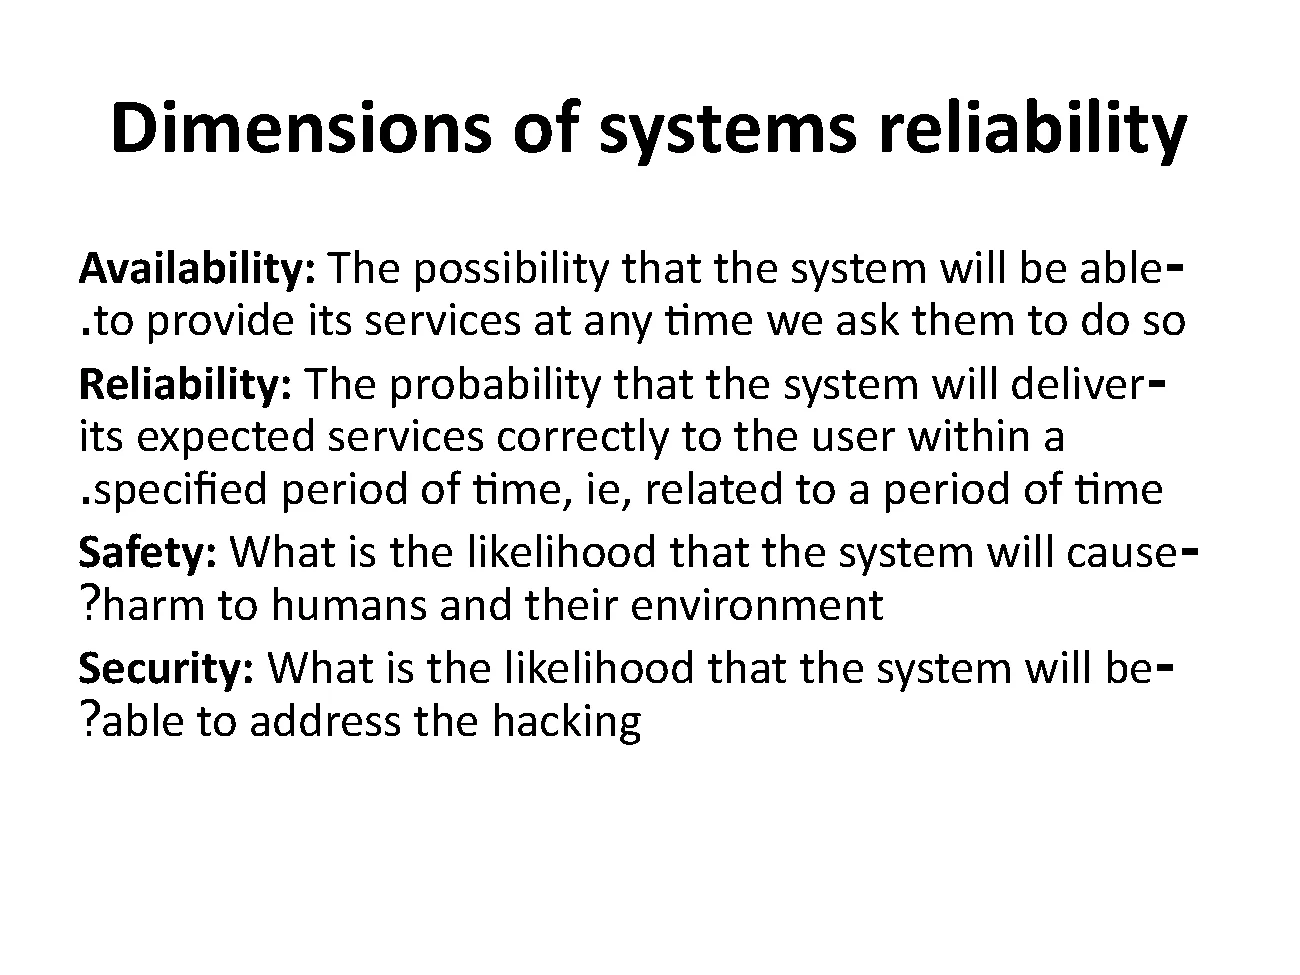 Dimensions of systems reliability
Availability: The possibility that the system will be able-
.to provide its services at any time we ask them to do so
Reliability: The probability that the system will deliver-
its expected services correctly to the user within a
.specified period of time, ie, related to a period of time
Safety: What is the likelihood that the system will cause-
?harm to humans and their environment
Security: What is the likelihood that the system will be-
?able to address the hacking